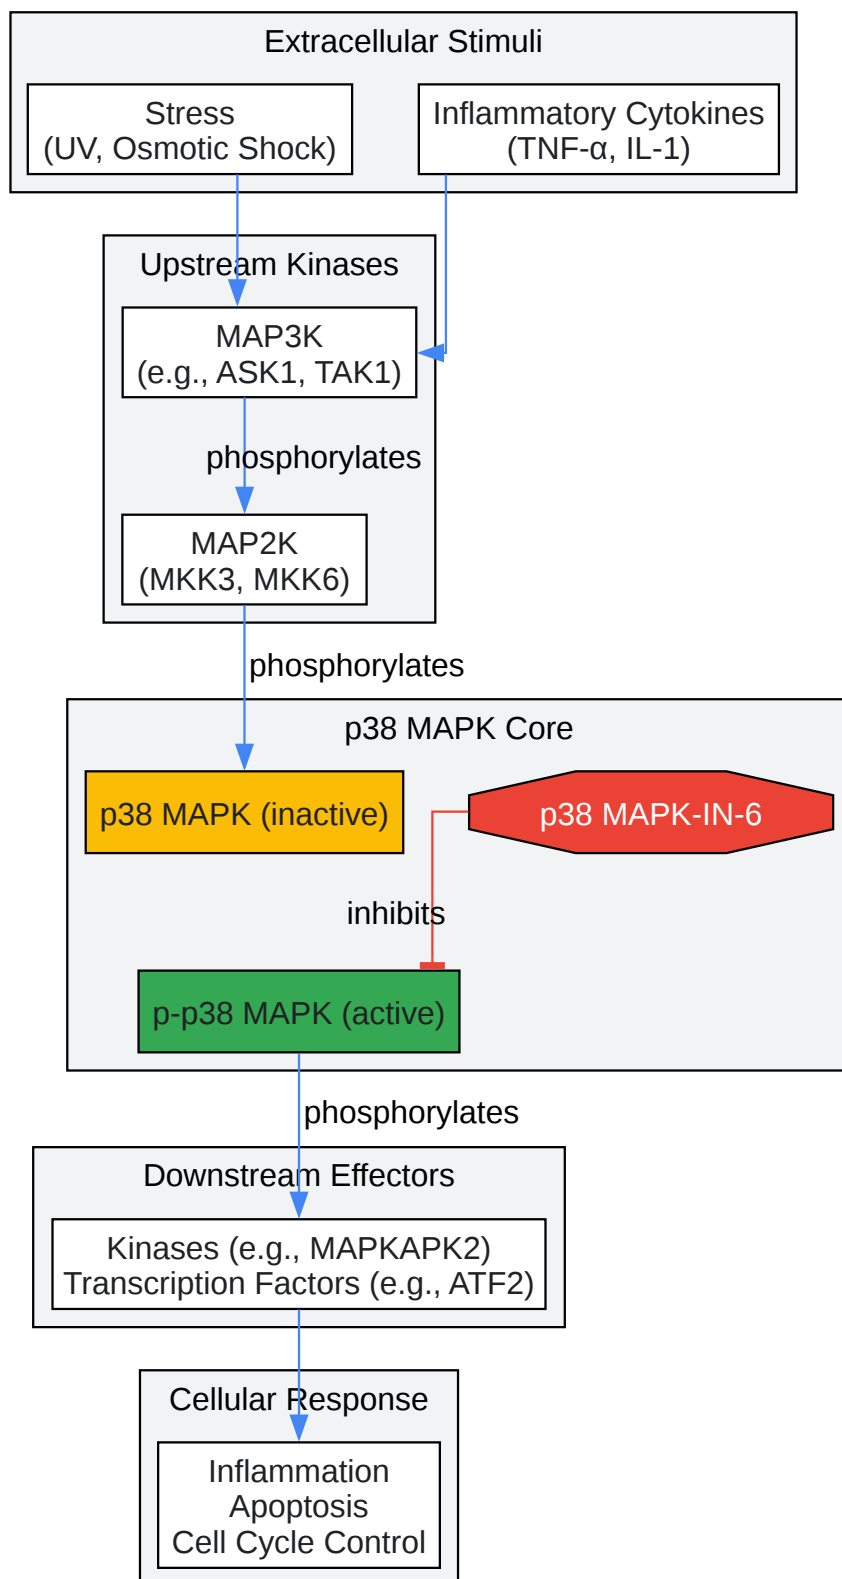 Extracellular Stimuli
Stress
(UV, Osmotic Shock)
Inflammatory Cytokines
(TNF-α, IL-1)
Upstream Kinases
MAP3K
(e.g., ASK1, TAK1)
phosphorylates
MAP2K
(MKK3, MKK6)
phosphorylates
p38 MAPK Core
p38 MAPK (inactive)
p38 MAPK-IN-6
inhibits
p-p38 MAPK (active)
phosphorylates
Downstream Effectors
Kinases (e.g., MAPKAPK2)
Transcription Factors (e.g., ATF2)
Cellular Response
Inflammation
Apoptosis
Cell Cycle Control